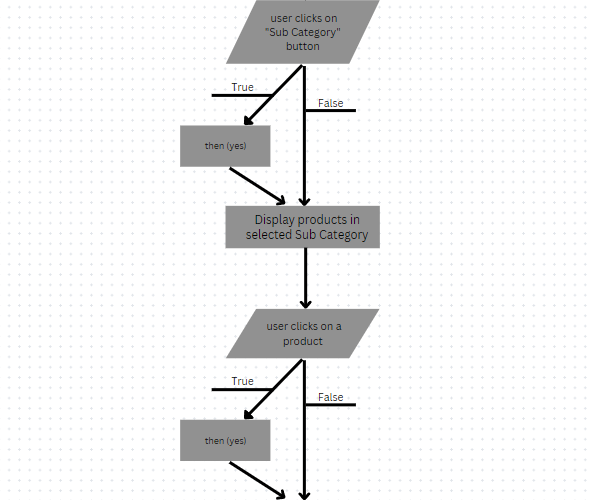 user clicks on
"Sub Category"
button
True
False
then (yes)
Display products in
selected Sub Category
user clicks on a
product
True
False
then (yes)